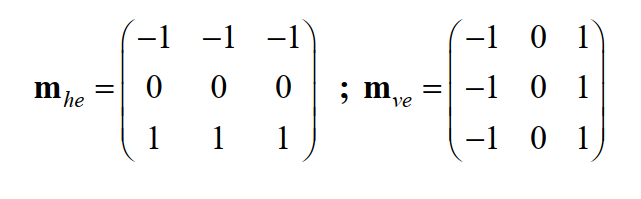 m_he = (−1 −1 −1
0 0 0
1 1 1) ; m_ve = (−1 0 1
−1 0 1
−1 0 1)